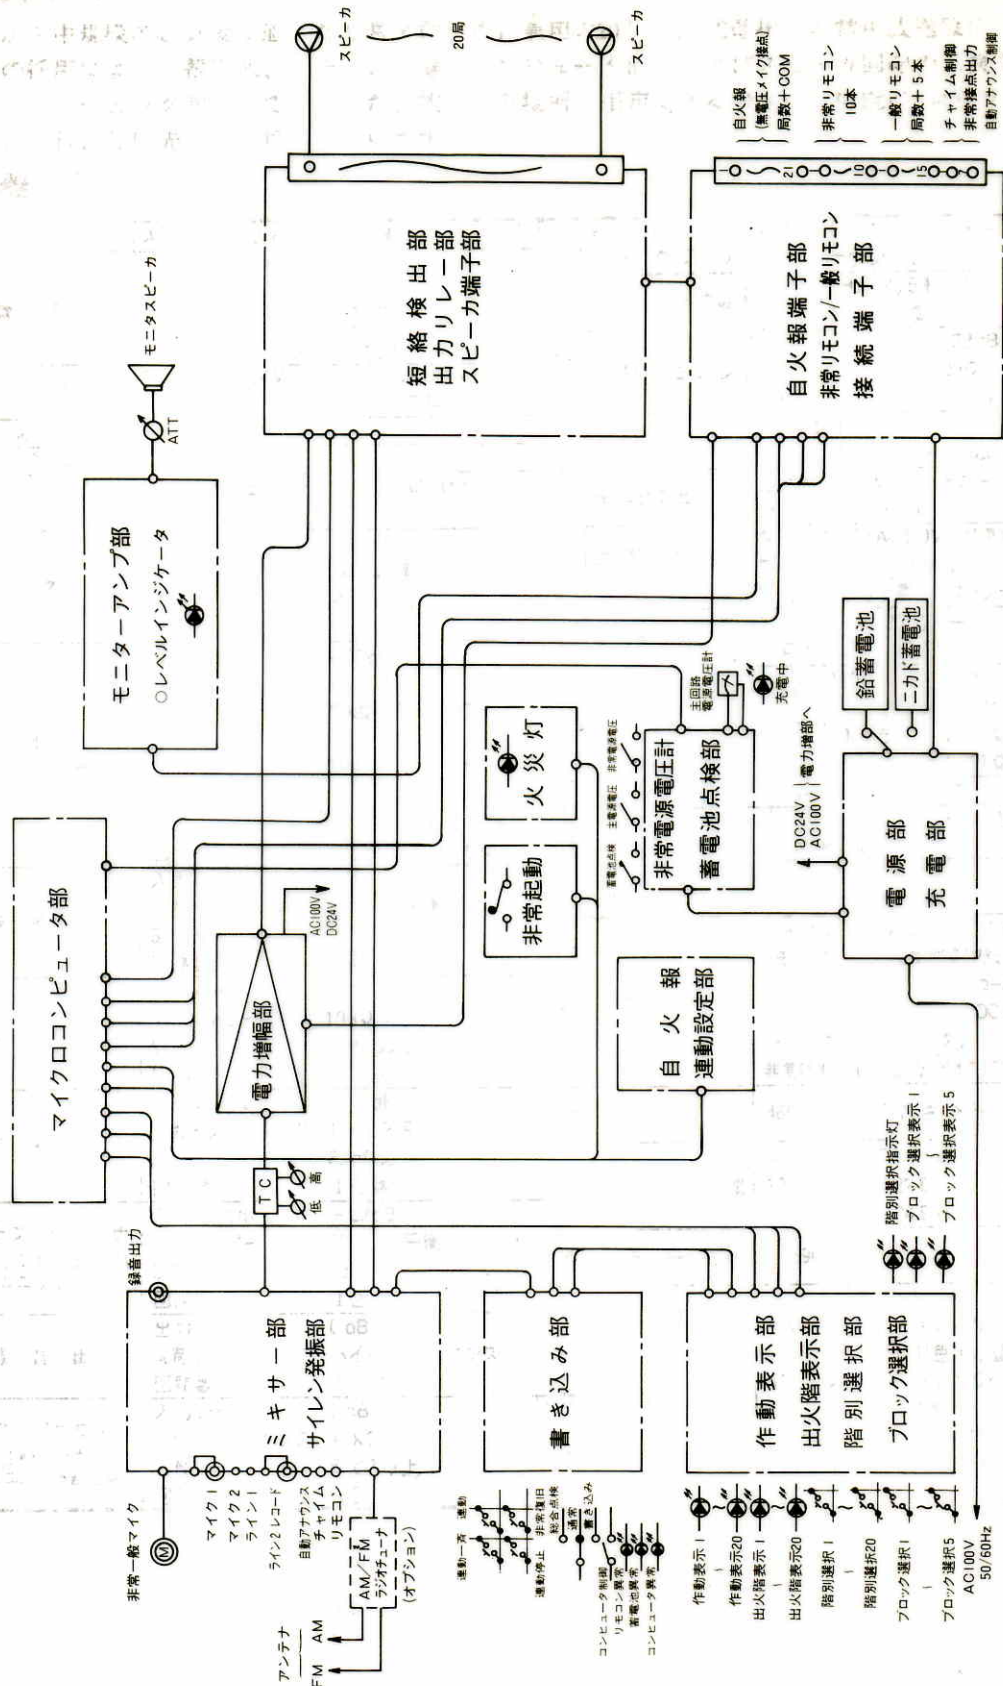 スピーカ
20局
スピーカ
自火報
(無電圧メイク接点)
局数+COM
非常リモコン
10本
一般リモコン
局数+5本
チャイム制御
非常接点出力
自動アナウンス制御
1
21
1
10
1
15
短絡検出部
出力リレー部
スピーカ端子部
自火報端子部
非常リモコン/一般リモコン
接続端子部
モニタスピーカ
ATT
モニターアンプ部
○レベルインジケータ
マイクロコンピュータ部
電力増幅部
AC100V
DC24V
TC
低
高
火災灯
非常起動
自火報
連動設定部
蓄電池点検
主電源電圧
非常電源電圧
非常電源電圧計
蓄電池点検部
主回路
電源電圧計
充電中
鉛蓄電池
ニカド蓄電池
DC24V
AC100V
電力増部へ
電源部
充電部
録音出力
ミキサー部
サイレン発振部
非常一般マイク
M
マイク1
マイク2
ライン1
ライン2 レコード
自動アナウンス
チャイム
リモコン
AM/FM
ラジオチューナ
(オプション)
アンテナ
FM AM
書き込み部
連動一斉
連動
連動停止
非常復旧
総合点検
通常
書き込み
コンピュータ制御
リモコン異常
蓄電池異常
コンピュータ異常
作動表示部
出火階表示部
階別選択部
ブロック選択部
階別選択指示灯
ブロック選択表示1
~
ブロック選択表示5
作動表示1
~
作動表示20
出火階表示1
~
出火階表示20
階別選択1
~
階別選択20
ブロック選択1
~
ブロック選択5
AC100V
50/60Hz